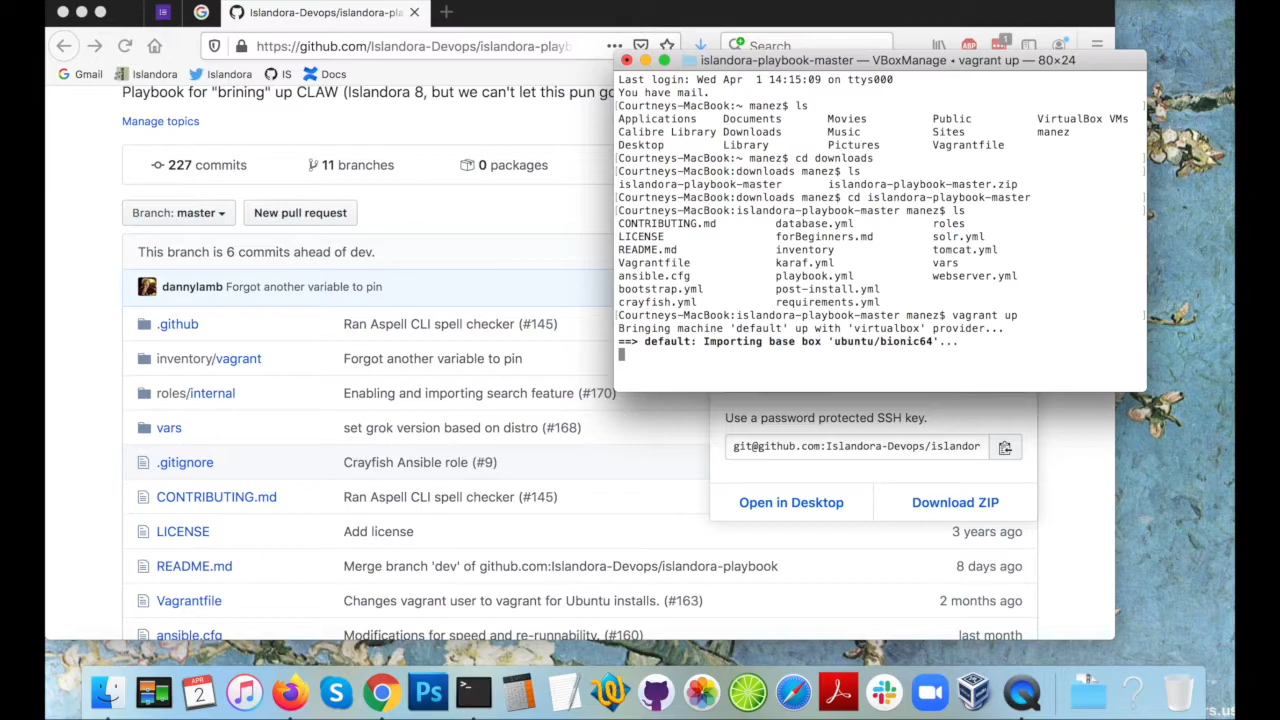 Islandora-Devops/islandora-pla
https://github.com/Islandora-Devops/islandora-playb
Search
Gmail
Islandora
Islandora
IS
Docs
Playbook for "brining" up CLAW (Islandora 8, but we can't let this pun go
Manage topics
227 commits
11 branches
0 packages
Branch: master
New pull request
This branch is 6 commits ahead of dev.
dannylamb Forgot another variable to pin
.github Ran Aspell CLI spell checker (#145)
inventory/vagrant Forgot another variable to pin
roles/internal Enabling and importing search feature (#170)
vars set grok version based on distro (#168)
.gitignore Crayfish Ansible role (#9)
CONTRIBUTING.md Ran Aspell CLI spell checker (#145)
LICENSE Add license 3 years ago
README.md Merge branch 'dev' of github.com:Islandora-Devops/islandora-playbook 8 days ago
Vagrantfile Changes vagrant user to vagrant for Ubuntu installs. (#163) 2 months ago
ansible.cfg Modifications for speed and re-runnability. (#160) last month
islandora-playbook-master — VBoxManage ◂ vagrant up — 80×24
Last login: Wed Apr 1 14:15:09 on ttys000
You have mail.
[Courtneys-MacBook:~ manez$ ls ]
Applications Documents Movies Public VirtualBox VMs
Calibre Library Downloads Music Sites manez
Desktop Library Pictures Vagrantfile
[Courtneys-MacBook:~ manez$ cd downloads ]
[Courtneys-MacBook:downloads manez$ ls ]
islandora-playbook-master islandora-playbook-master.zip
[Courtneys-MacBook:downloads manez$ cd islandora-playbook-master ]
[Courtneys-MacBook:islandora-playbook-master manez$ ls ]
CONTRIBUTING.md database.yml roles
LICENSE forBeginners.md solr.yml
README.md inventory tomcat.yml
Vagrantfile karaf.yml vars
ansible.cfg playbook.yml webserver.yml
bootstrap.yml post-install.yml
crayfish.yml requirements.yml
[Courtneys-MacBook:islandora-playbook-master manez$ vagrant up ]
Bringing machine 'default' up with 'virtualbox' provider...
==> default: Importing base box 'ubuntu/bionic64'...
Use a password protected SSH key.
git@github.com:Islandora-Devops/islandor
Open in Desktop
Download ZIP
APR
2
Ps
rs.us